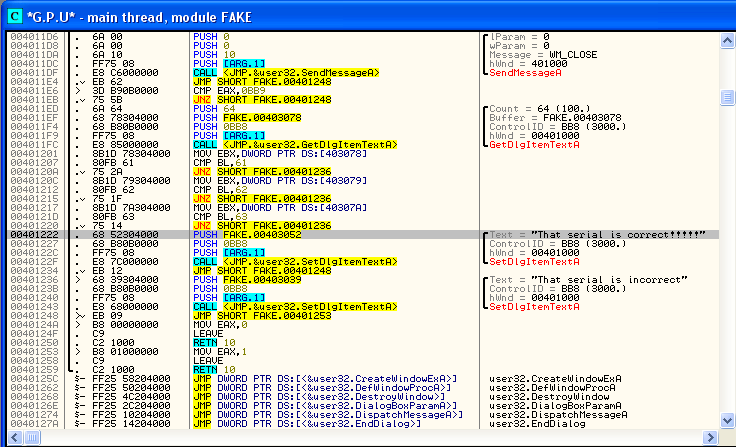 C *G.P.U* - main thread, module FAKE
004011D6 . 6A 00 PUSH 0 lParam = 0
004011D8 . 6A 00 PUSH 0 wParam = 0
004011DA . 6A 10 PUSH 10 Message = WM_CLOSE
004011DC . FF75 08 PUSH [ARG.1] hWnd = 401000
004011DF . E8 C6000000 CALL <JMP.&user32.SendMessageA> SendMessageA
004011E4 . EB 62 JMP SHORT FAKE.00401248
004011E6 > 3D B90B0000 CMP EAX,0BB9
004011EB . 75 5B JNZ SHORT FAKE.00401248
004011ED . 6A 64 PUSH 64 Count = 64 (100.)
004011EF . 68 78304000 PUSH FAKE.00403078 Buffer = FAKE.00403078
004011F4 . 68 B80B0000 PUSH 0BB8 ControlID = BB8 (3000.)
004011F9 . FF75 08 PUSH [ARG.1] hWnd = 00401000
004011FC . E8 85000000 CALL <JMP.&user32.GetDlgItemTextA> GetDlgItemTextA
00401201 . 8B1D 78304000 MOV EBX,DWORD PTR DS:[403078]
00401207 . 80FB 61 CMP BL,61
0040120A . 75 2A JNZ SHORT FAKE.00401236
0040120C . 8B1D 79304000 MOV EBX,DWORD PTR DS:[403079]
00401212 . 80FB 62 CMP BL,62
00401215 . 75 1F JNZ SHORT FAKE.00401236
00401217 . 8B1D 7A304000 MOV EBX,DWORD PTR DS:[40307A]
0040121D . 80FB 63 CMP BL,63
00401220 . 75 14 JNZ SHORT FAKE.00401236
00401222 . 68 52304000 PUSH FAKE.00403052 Text = "That serial is correct!!!!!"
00401227 . 68 B80B0000 PUSH 0BB8 ControlID = BB8 (3000.)
0040122C . FF75 08 PUSH [ARG.1] hWnd = 00401000
0040122F . E8 7C000000 CALL <JMP.&user32.SetDlgItemTextA> SetDlgItemTextA
00401234 . EB 12 JMP SHORT FAKE.00401248
00401236 > 68 39304000 PUSH FAKE.00403039 Text = "That serial is incorrect"
0040123B . 68 B80B0000 PUSH 0BB8 ControlID = BB8 (3000.)
00401240 . FF75 08 PUSH [ARG.1] hWnd = 00401000
00401243 . E8 68000000 CALL <JMP.&user32.SetDlgItemTextA> SetDlgItemTextA
00401248 > EB 09 JMP SHORT FAKE.00401253
0040124A . B8 00000000 MOV EAX,0
0040124F . C9 LEAVE
00401250 . C2 1000 RETN 10
00401253 > B8 01000000 MOV EAX,1
00401258 . C9 LEAVE
00401259 . C2 1000 RETN 10
0040125C $- FF25 58204000 JMP DWORD PTR DS:[<&user32.CreateWindowExA>] user32.CreateWindowExA
00401262 $- FF25 50204000 JMP DWORD PTR DS:[<&user32.DefWindowProcA>] user32.DefWindowProcA
00401268 $- FF25 4C204000 JMP DWORD PTR DS:[<&user32.DestroyWindow>] user32.DestroyWindow
0040126E $- FF25 2C204000 JMP DWORD PTR DS:[<&user32.DialogBoxParamA>] user32.DialogBoxParamA
00401274 $- FF25 10204000 JMP DWORD PTR DS:[<&user32.DispatchMessageA>] user32.DispatchMessageA
0040127A $- FF25 14204000 JMP DWORD PTR DS:[<&user32.EndDialog>] user32.EndDialog